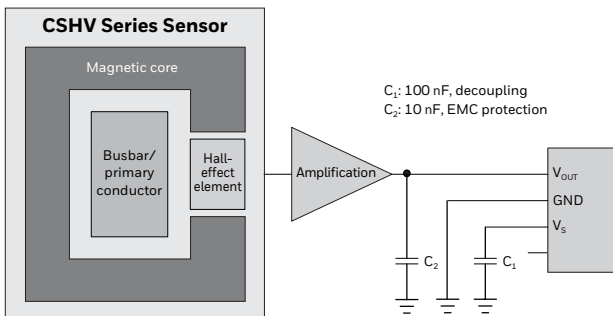 CSHV Series Sensor
Magnetic core
Busbar/
primary
conductor
Hall-
effect
element
Amplification
C₁: 100 nF, decoupling
C₂: 10 nF, EMC protection
V_OUT
GND
V_S
C₂
C₁